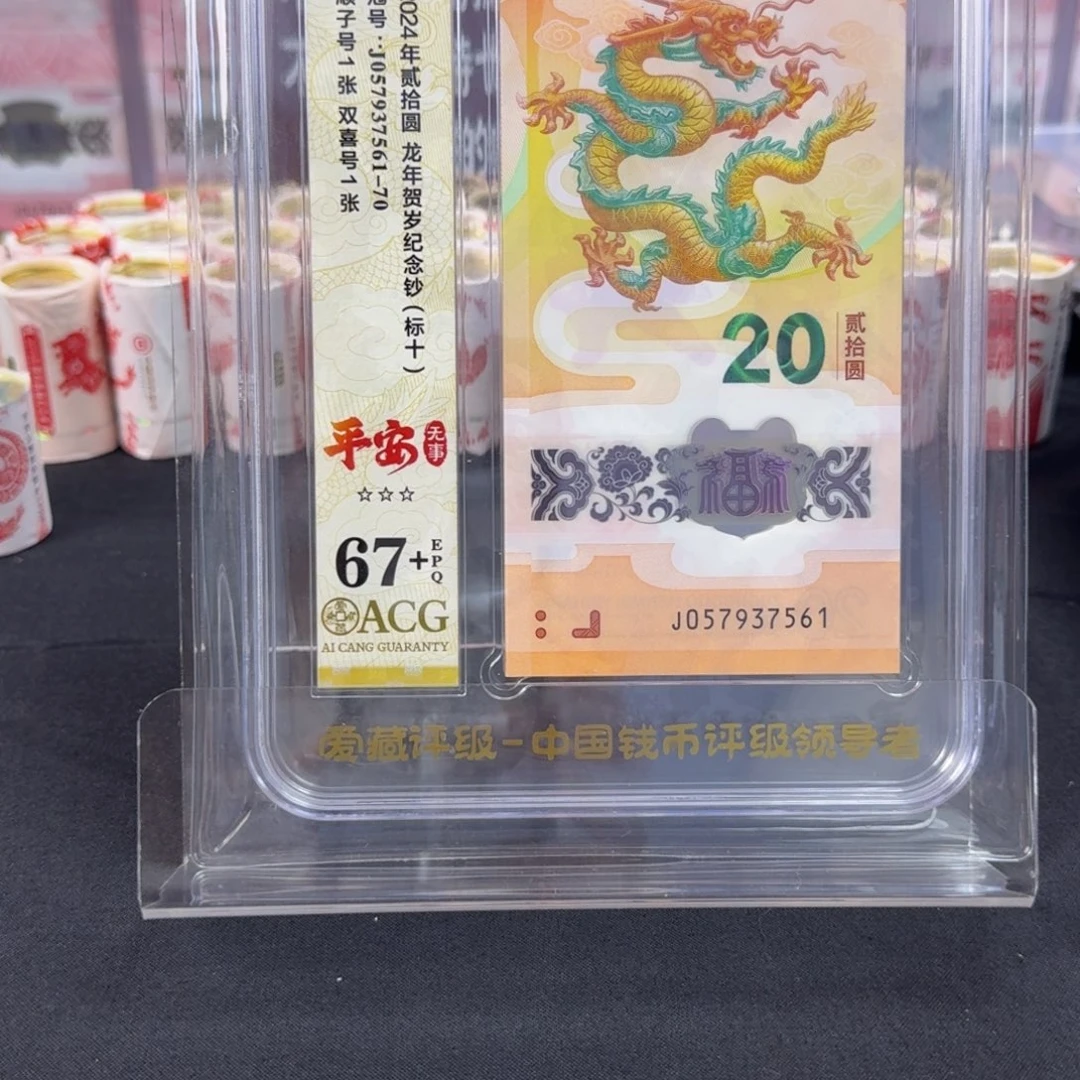 2024年贰拾圆 龙年贺岁纪念钞(标十)
冠号:J057937561-70
顺子号1张 双喜号1张
平安
无事
☆☆☆
67+
EPQ
ACG
AI CANG GUARANTY
20
贰拾圆
福
J057937561
爱藏评级-中国钱币评级领导者